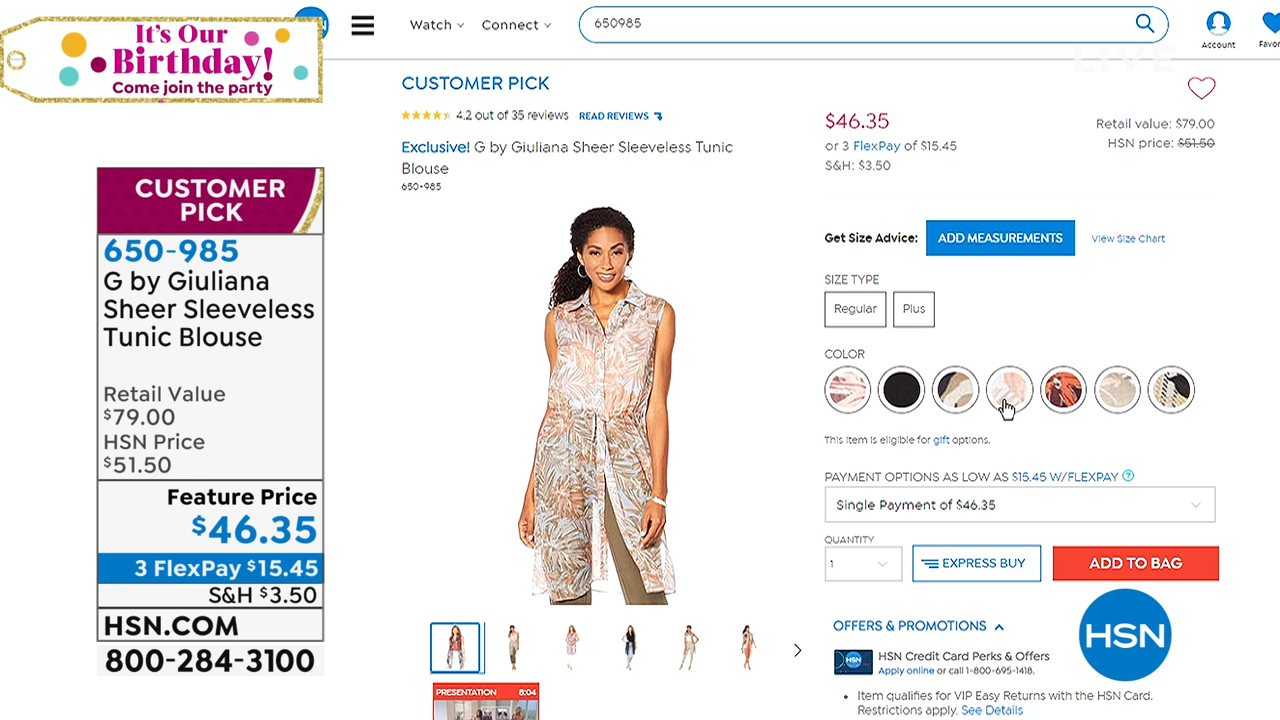 It's Our
Birthday!
Come join the party
Watch
Connect
650985
Account
LIVE
CUSTOMER PICK
4.2 out of 35 reviews READ REVIEWS
Exclusive! G by Giuliana Sheer Sleeveless Tunic
Blouse
650-985
$46.35
or 3 FlexPay of $15.45
S&H: $3.50
Retail value: $79.00
HSN price: $51.50
Get Size Advice:
ADD MEASUREMENTS
View Size Chart
SIZE TYPE
Regular
Plus
COLOR
This item is eligible for gift options.
PAYMENT OPTIONS AS LOW AS $15.45 W/FLEXPAY ?
Single Payment of $46.35
QUANTITY
1
EXPRESS BUY
ADD TO BAG
OFFERS & PROMOTIONS
HSN
HSN
HSN Credit Card Perks & Offers
Apply online or call 1-800-695-1418.
• Item qualifies for VIP Easy Returns with the HSN Card.
Restrictions apply. See Details
PRESENTATION 8:04
CUSTOMER
PICK
650-985
G by Giuliana
Sheer Sleeveless
Tunic Blouse
Retail Value
$79.00
HSN Price
$51.50
Feature Price
$46.35
3 FlexPay $15.45
S&H $3.50
HSN.COM
800-284-3100